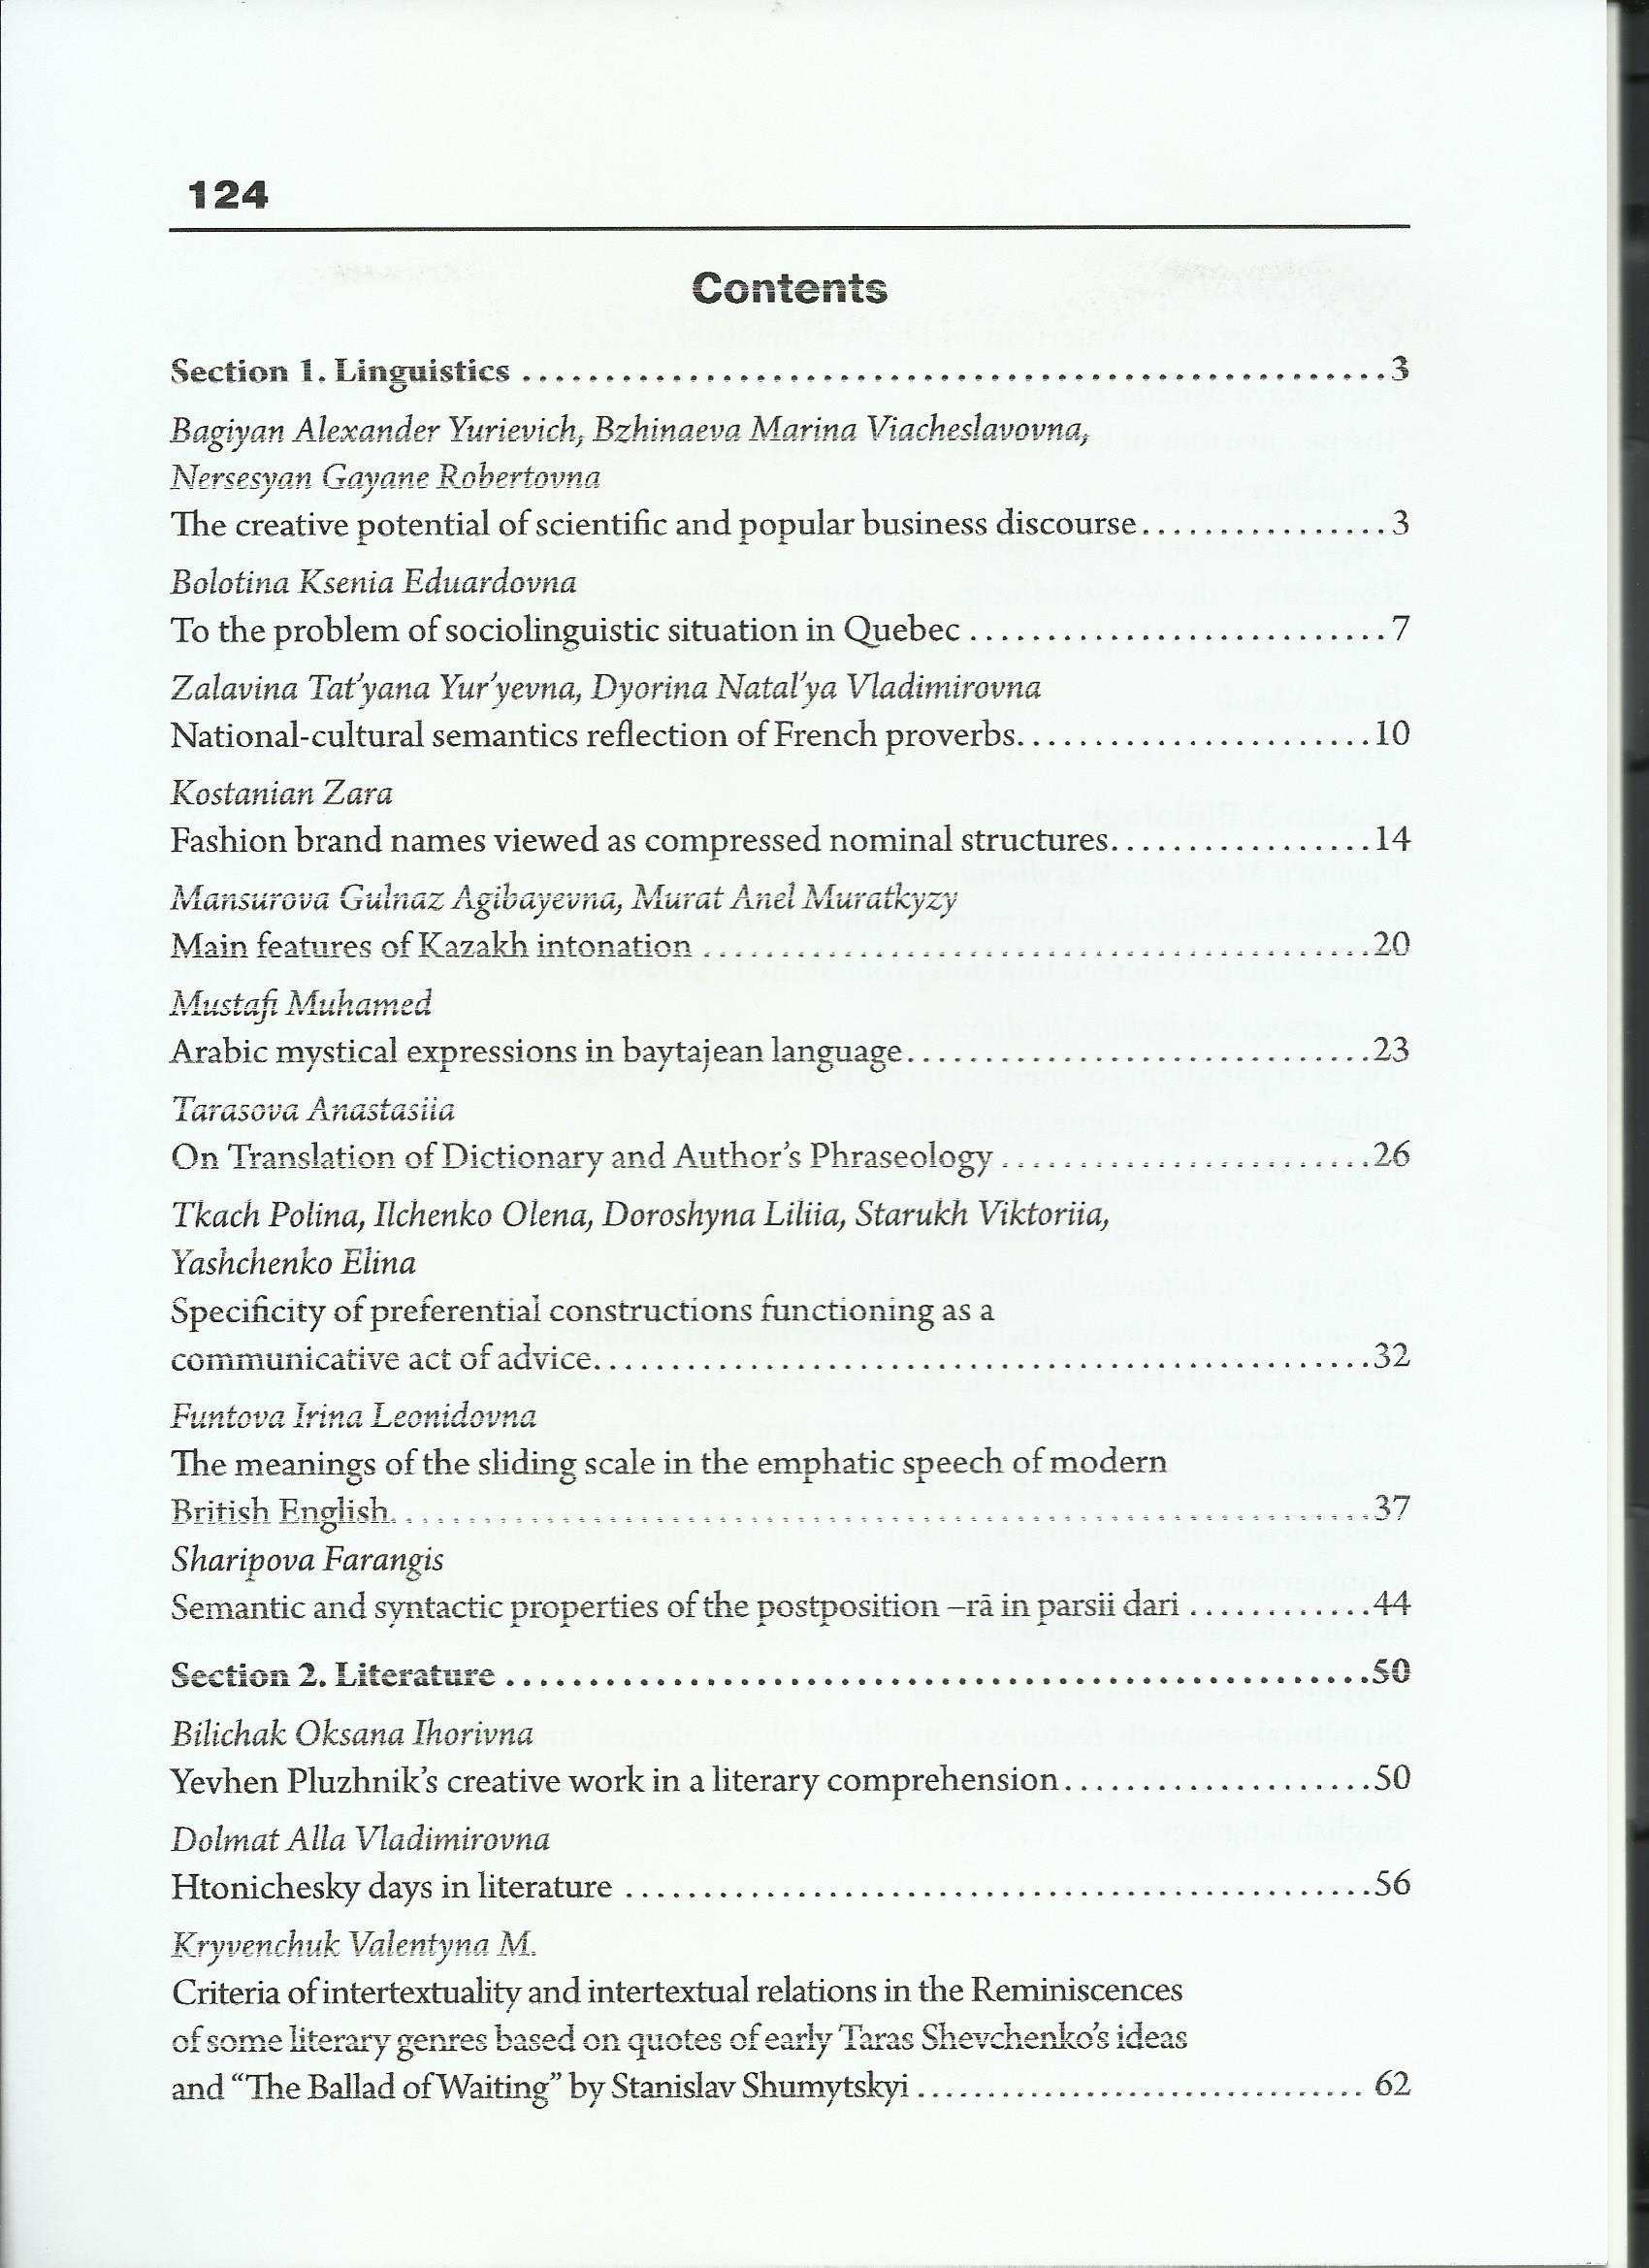 124
Contents
Section 1. Linguistics ..................................................... 3
Bagiyan Alexander Yurievich, Bzhinaeva Marina Viacheslavovna,
Nersesyan Gayane Robertovna
The creative potential of scientific and popular business discourse................ 3
Bolotina Ksenia Eduardovna
To the problem of sociolinguistic situation in Quebec ........................... 7
Zalavina Tat'yana Yur'yevna, Dyorina Natal'ya Vladimirovna
National-cultural semantics reflection of French proverbs.......................10
Kostanian Zara
Fashion brand names viewed as compressed nominal structures.................14
Mansurova Gulnaz Agibayevna, Murat Anel Muratkyzy
Main features of Kazakh intonation ...........................................20
Mustafi Muhamed
Arabic mystical expressions in baytajean language..............................23
Tarasova Anastasiia
On Translation of Dictionary and Author's Phraseology ........................26
Tkach Polina, Ilchenko Olena, Doroshyna Liliia, Starukh Viktoriia,
Yashchenko Elina
Specificity of preferential constructions functioning as a
communicative act of advice..................................................32
Funtova Irina Leonidovna
The meanings of the sliding scale in the emphatic speech of modern
British English...............................................................37
Sharipova Farangis
Semantic and syntactic properties of the postposition –rā in parsii dari ............44
Section 2. Literature .....................................................50
Bilichak Oksana Ihorivna
Yevhen Pluzhnik's creative work in a literary comprehension....................50
Dolmat Alla Vladimirovna
Htonichesky days in literature ................................................56
Kryvenchuk Valentyna M.
Criteria of intertextuality and intertextual relations in the Reminiscences
of some literary genres based on quotes of early Taras Shevchenko's ideas
and “The Ballad of Waiting” by Stanislav Shumytskyi ............................. 62